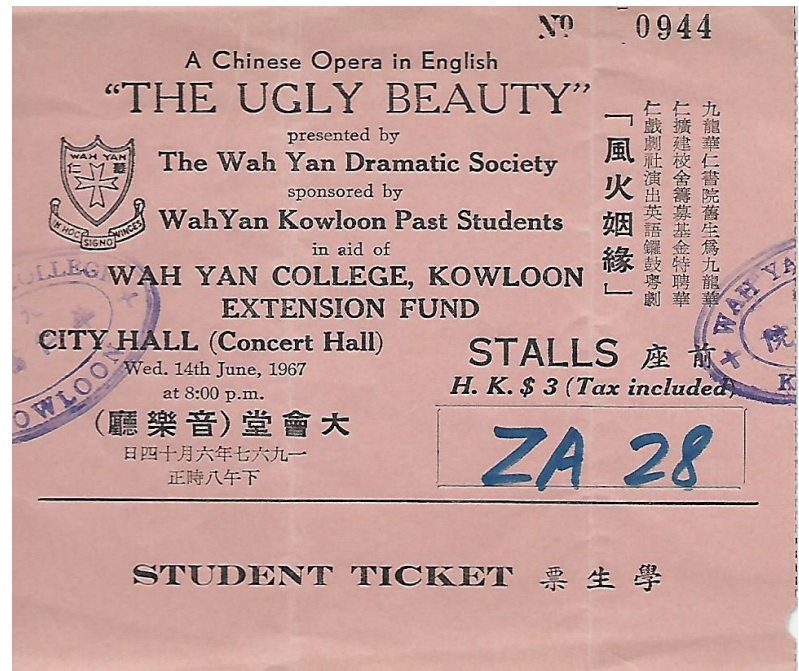 Nº 0944
A Chinese Opera in English
"THE UGLY BEAUTY"
presented by
The Wah Yan Dramatic Society
sponsored by
WahYan Kowloon Past Students
in aid of
WAH YAN COLLEGE, KOWLOON
EXTENSION FUND
CITY HALL (Concert Hall)
Wed. 14th June, 1967
at 8:00 p.m.
大會堂(音樂廳)
一九六七年六月十四日
下午八時正
九龍華仁書院舊生為九龍華
仁擴建校舍籌募基金特聘華
仁戲劇社演出英語鑼鼓粵劇
「風火姻緣」
STALLS 前座
H. K. $ 3 (Tax included)
ZA 28
STUDENT TICKET 學生票
WAH YAN
仁 華
IN HOC SIGNO VINCES
COLLEGE
KOWLOON
WAH YA
院
K